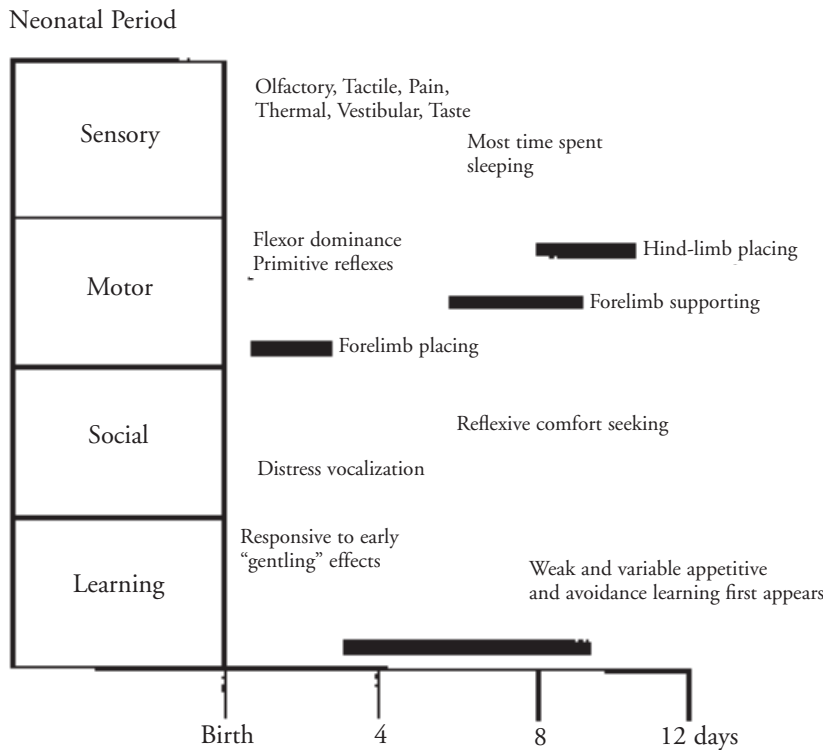 Neonatal Period
Sensory
Olfactory, Tactile, Pain,
Thermal, Vestibular, Taste
Most time spent
sleeping
Motor
Flexor dominance
Primitive reflexes
Hind-limb placing
Forelimb supporting
Forelimb placing
Social
Reflexive comfort seeking
Distress vocalization
Learning
Responsive to early
“gentling” effects
Weak and variable appetitive
and avoidance learning first appears
Birth 4 8 12 days